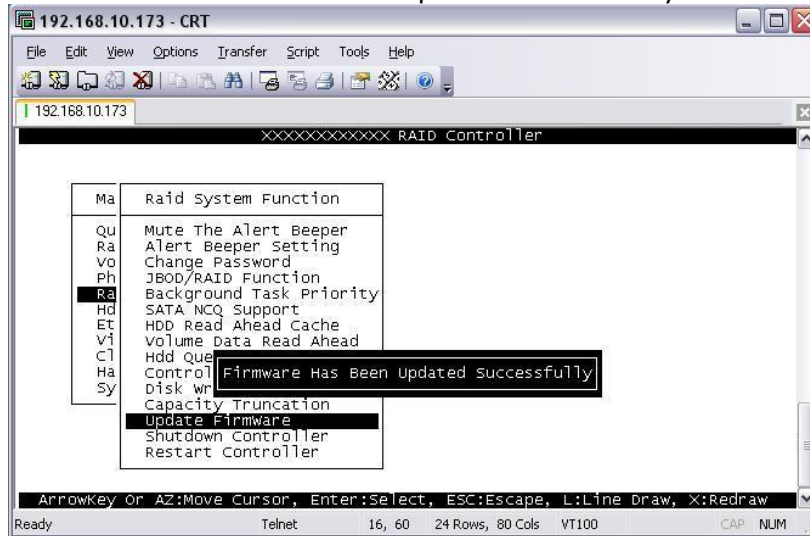 192.168.10.173 - CRT
File Edit View Options Transfer Script Tools Help
192.168.10.173
XXXXXXXXXXXX RAID Controller
Ma
Raid System Function
Qu
Mute The Alert Beeper
Ra
Alert Beeper Setting
Vo
Change Password
Ph
JBOD/RAID Function
Ra
Background Task Priority
Hd
SATA NCQ Support
Et
HDD Read Ahead Cache
Vi
Volume Data Read Ahead
Cl
Hdd Que
Ha
Control
Firmware Has Been Updated Successfully
Sy
Disk Wr
Capacity Truncation
Update FirmWare
Shutdown Controller
Restart Controller
ArrowKey Or AZ:Move Cursor, Enter:Select, ESC:Escape, L:Line Draw, X:Redraw
Ready Telnet 16, 60 24 Rows, 80 Cols VT100 CAP NUM